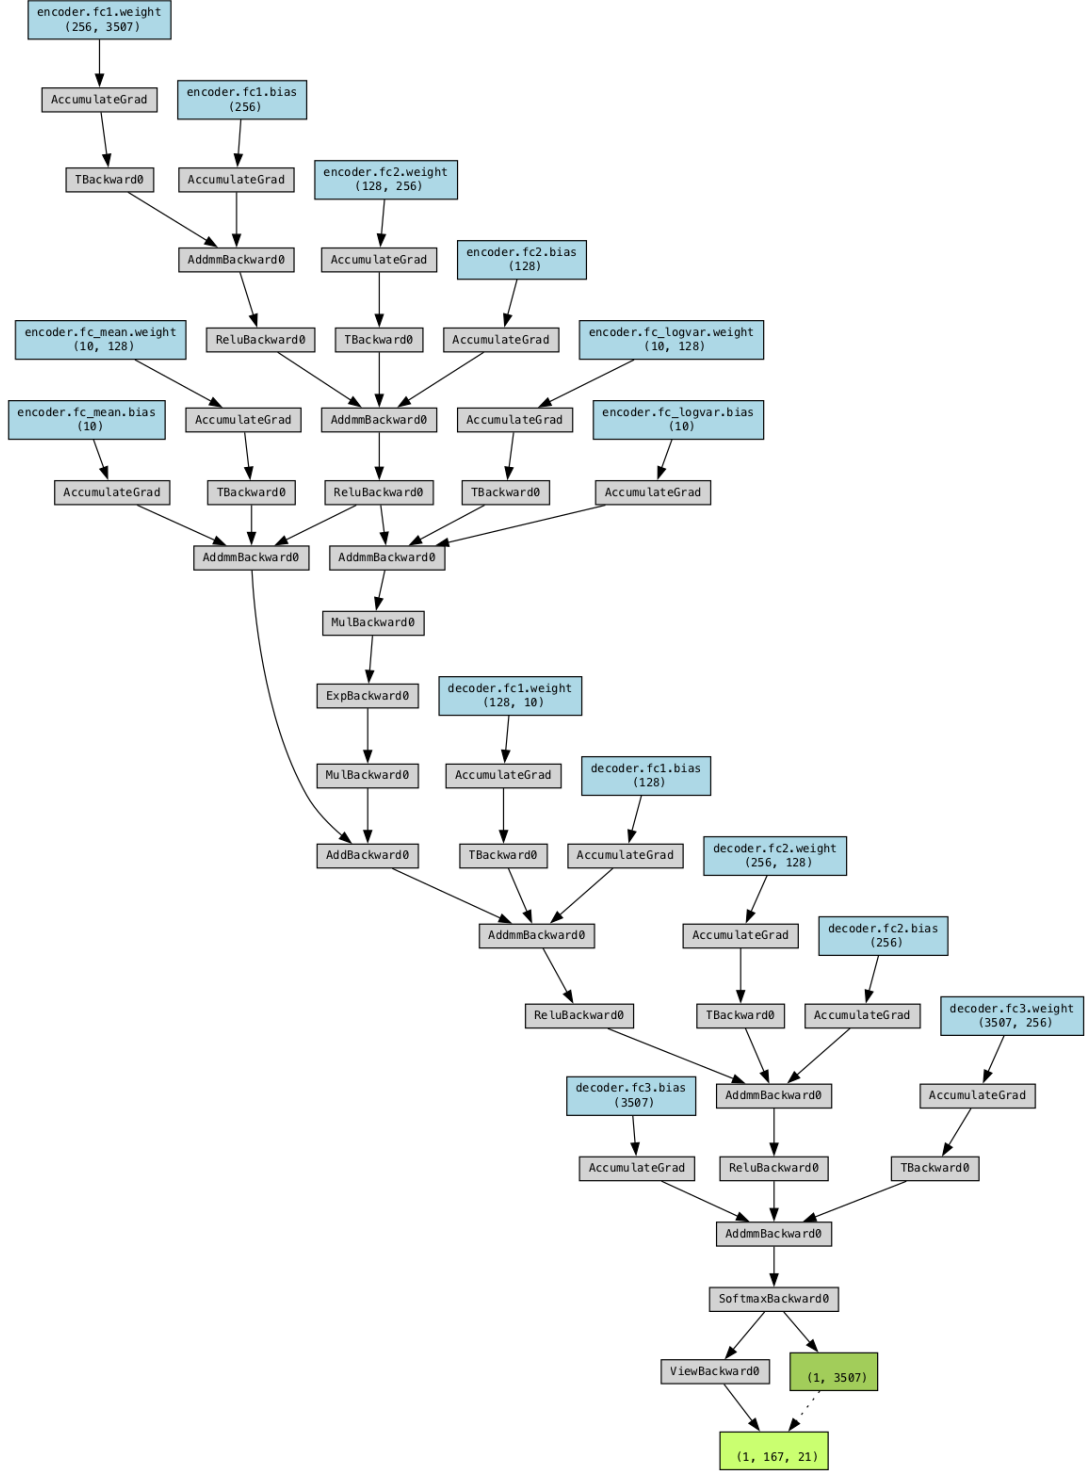 encoder.fc1.weight
(256, 3507)
AccumulateGrad
encoder.fc1.bias
(256)
TBackward0
AccumulateGrad
encoder.fc2.weight
(128, 256)
AddmmBackward0
AccumulateGrad
encoder.fc2.bias
(128)
encoder.fc_mean.weight
(10, 128)
ReluBackward0
TBackward0
AccumulateGrad
encoder.fc_logvar.weight
(10, 128)
encoder.fc_mean.bias
(10)
AccumulateGrad
AddmmBackward0
AccumulateGrad
encoder.fc_logvar.bias
(10)
AccumulateGrad
TBackward0
ReluBackward0
TBackward0
AccumulateGrad
AddmmBackward0
AddmmBackward0
MulBackward0
ExpBackward0
decoder.fc1.weight
(128, 10)
MulBackward0
AccumulateGrad
decoder.fc1.bias
(128)
AddBackward0
TBackward0
AccumulateGrad
decoder.fc2.weight
(256, 128)
AddmmBackward0
AccumulateGrad
decoder.fc2.bias
(256)
ReluBackward0
TBackward0
AccumulateGrad
decoder.fc3.weight
(3507, 256)
decoder.fc3.bias
(3507)
AddmmBackward0
AccumulateGrad
AccumulateGrad
ReluBackward0
TBackward0
AddmmBackward0
SoftmaxBackward0
ViewBackward0
(1, 3507)
(1, 167, 21)